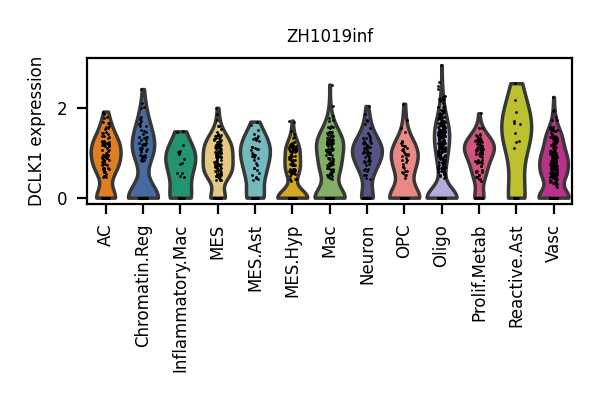 ZH1019inf
DCLK1 expression
2
0
AC
Chromatin.Reg
Inflammatory.Mac
MES
MES.Ast
MES.Hyp
Mac
Neuron
OPC
Oligo
Prolif.Metab
Reactive.Ast
Vasc